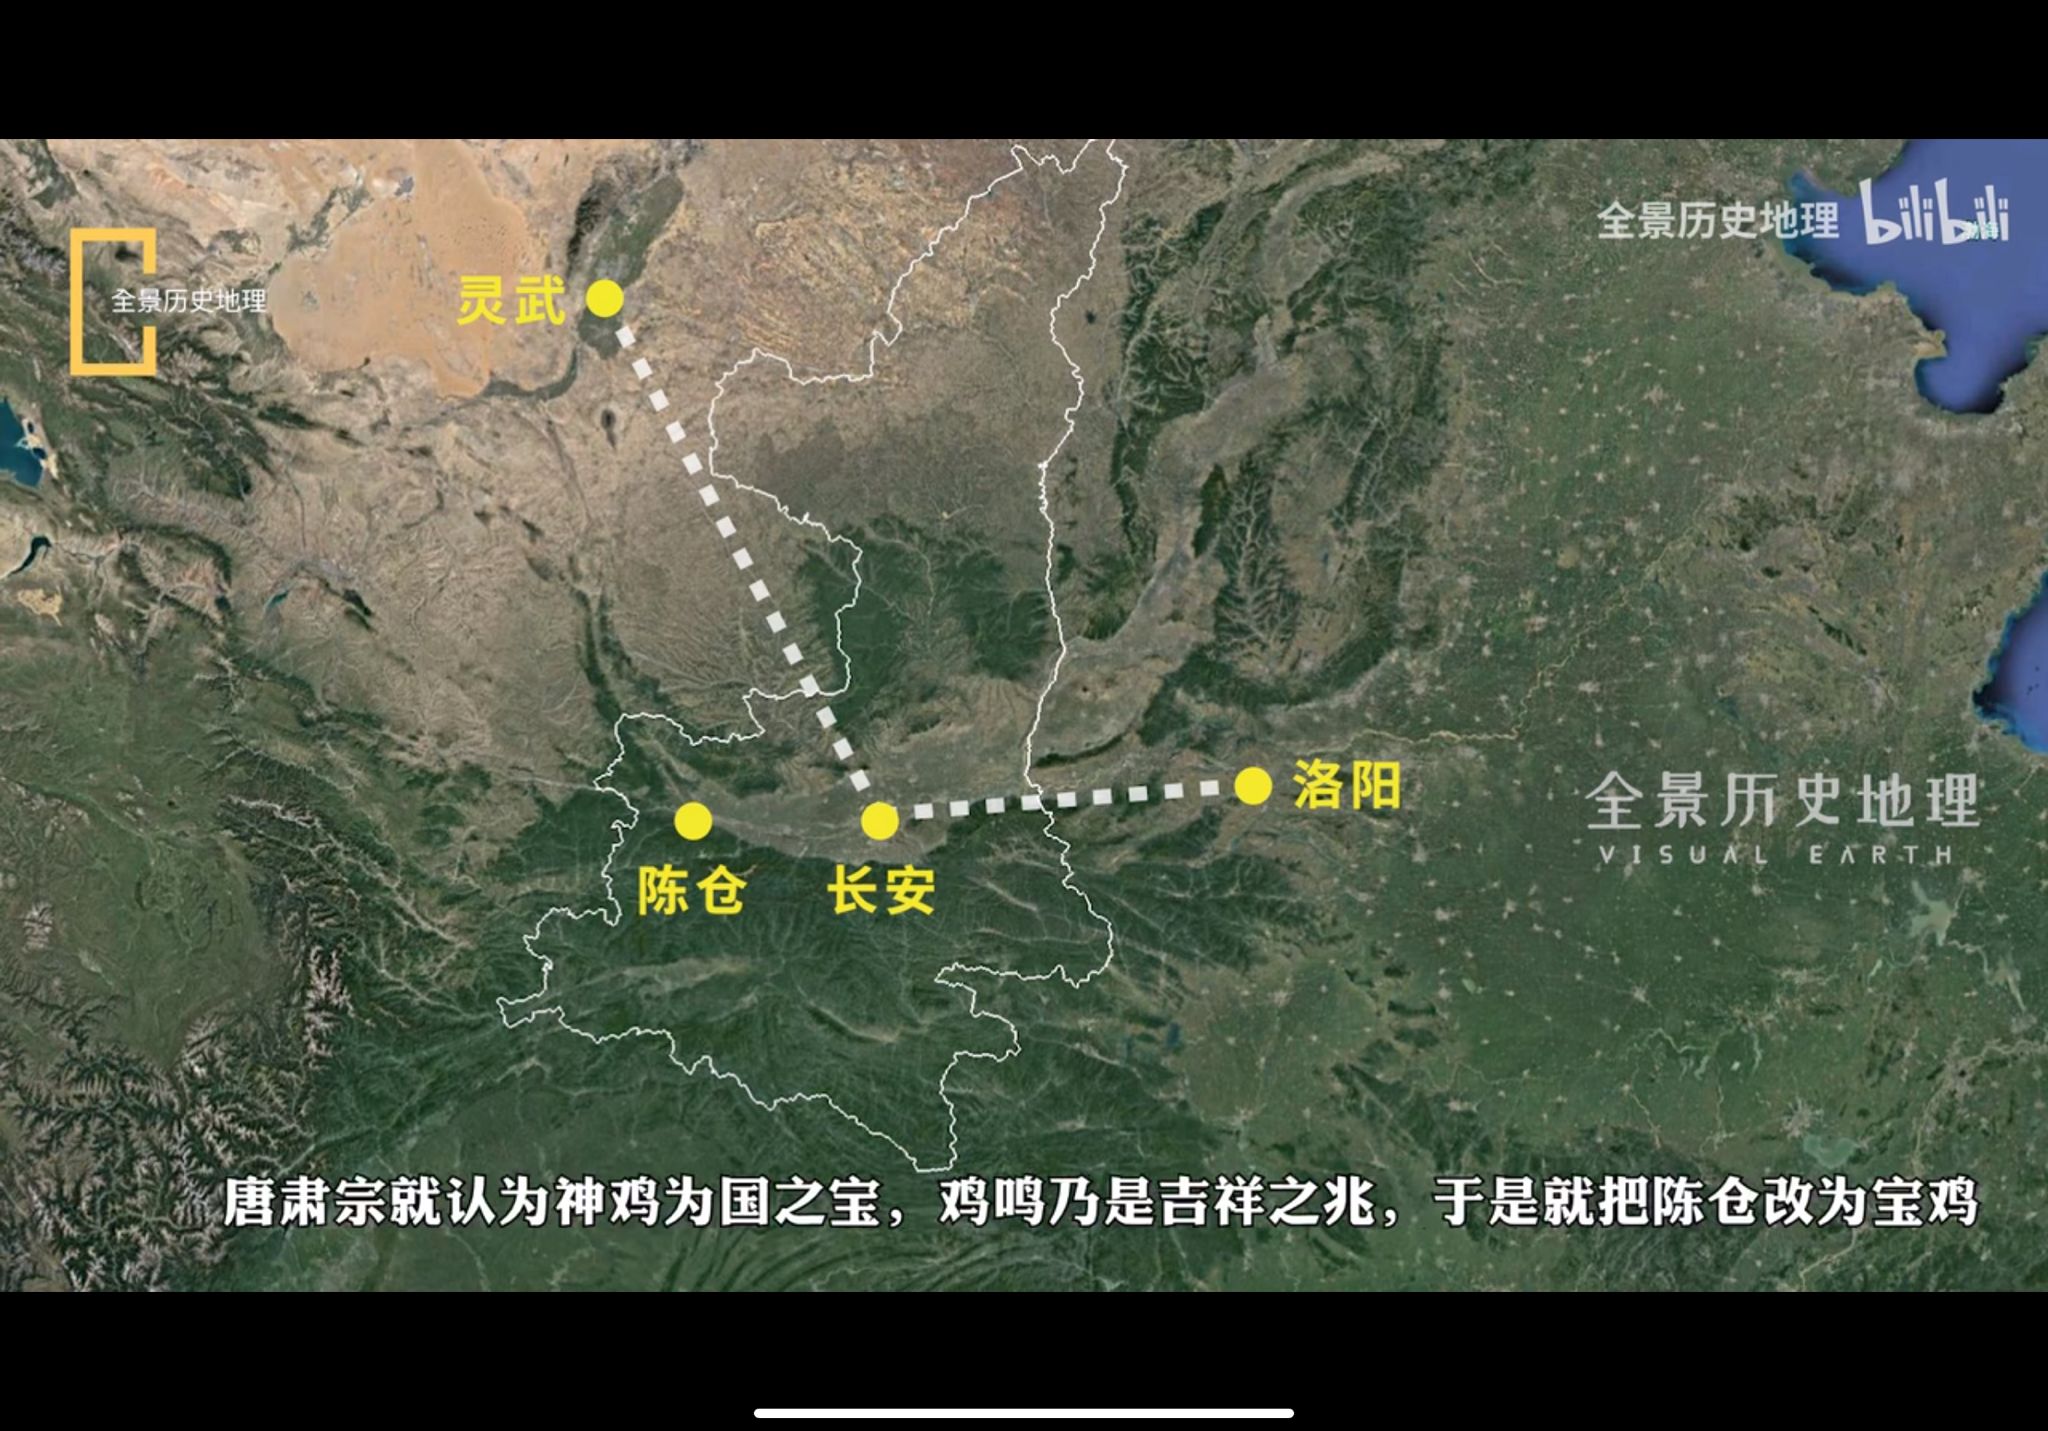 全景历史地理 bilibili
渤海
全景历史地理
灵武
洛阳
全景历史地理
VISUAL EARTH
陈仓
长安
唐肃宗就认为神鸡为国之宝，鸡鸣乃是吉祥之兆，于是就把陈仓改为宝鸡